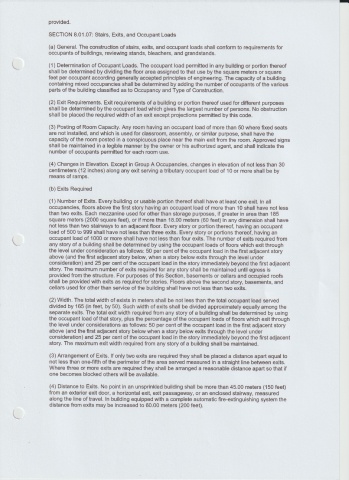 provided.
SECTION 8.01.07: Stairs, Exits, and Occupant Loads
(a) General. The construction of stairs, exits, and occupant loads shall conform to requirements for
occupants of buildings, reviewing stands, bleachers, and grandstands.
(1) Determination of Occupant Loads. The occupant load permitted in any building or portion thereof
shall be determined by dividing the floor area assigned to that use by the square meters or square
feet per occupant according generally accepted principles of engineering. The capacity of a building
containing mixed occupancies shall be determined by adding the number of occupants of the various
parts of the building classified as to Occupancy and Type of Construction.
(2) Exit Requirements. Exit requirements of a building or portion thereof used for different purposes
shall be determined by the occupant load which gives the largest number of persons. No obstruction
shall be placed the required width of an exit except projections permitted by this code.
(3) Posting of Room Capacity. Any room having an occupant load of more than 50 where fixed seats
are not installed, and which is used for classroom, assembly, or similar purpose, shall have the
capacity of the room posted in a conspicuous place near the main exit from the room. Approved signs
shall be maintained in a legible manner by the owner or his authorized agent, and shall indicate the
number of occupants permitted for each room use.
(4) Changes in Elevation. Except in Group A Occupancies, changes in elevation of not less than 30
centimeters (12 inches) along any exit serving a tributary occupant load of 10 or more shall be by
means of ramps.
(b) Exits Required
(1) Number of Exits. Every building or usable portion thereof shall have at least one exit. In all
occupancies, floors above the first story having an occupant load of more than 10 shall have not less
than two exits. Each mezzanine used for other than storage purposes, if greater in area than 185
square meters (2000 square feet), or if more than 18.30 meters (60 feet) in any dimension shall have
not less than two stairways to an adjacent floor. Every story or portion thereof, having an occupant
load of 500 to 999 shall have not less than three exits. Every story or portions thereof, having an
occupant load of 1000 or more shall have not less than four exits. The number of exits required from
any story of a building shall be determined by using the occupant loads of floors which exit through
the level under consideration as follows: 50 per cent of the occupant load in the first adjacent story
above (and the first adjacent story below, when a story below exits through the level under
consideration) and 25 per cent of the occupant load in the story immediately beyond the first adjacent
story. The maximum number of exits required for any story shall be maintained until egress is
provided from the structure. For purposes of this Section, basements or cellars and occupied roofs
shall be provided with exits as required for stories. Floors above the second story, basements, and
cellars used for other than service of the building shall have not less than two exits.
(2) Width. The total width of exists in meters shall be not less than the total occupant load served
divided by 165 (in feet, by 50). Such width of exits shall be divided approximately equally among the
separate exits. The total exit width required from any story of a building shall be determined by using
the occupant load of that story, plus the percentage of the occupant loads of floors which exit through
the level under considerations as follows: 50 per cent of the occupant load in the first adjacent story
above (and the first adjacent story below when a story below exits through the level under
consideration) and 25 per cent of the occupant load in the story immediately beyond the first adjacent
story. The maximum exit width required from any story of a building shall be maintained.
(3) Arrangement of Exits. If only two exits are required they shall be placed a distance apart equal to
not less than one-fifth of the perimeter of the area served measured in a straight line between exits.
Where three or more exits are required they shall be arranged a reasonable distance apart so that if
one becomes blocked others will be available.
(4) Distance to Exits. No point in an unsprinkled building shall be more than 45.00 meters (150 feet)
from an exterior exit door, a horizontal exit, exit passageway, or an enclosed stairway, measured
along the line of travel. In building equipped with a complete automatic fire-extinguishing system the
distance from exits may be increased to 60.00 meters (200 feet).